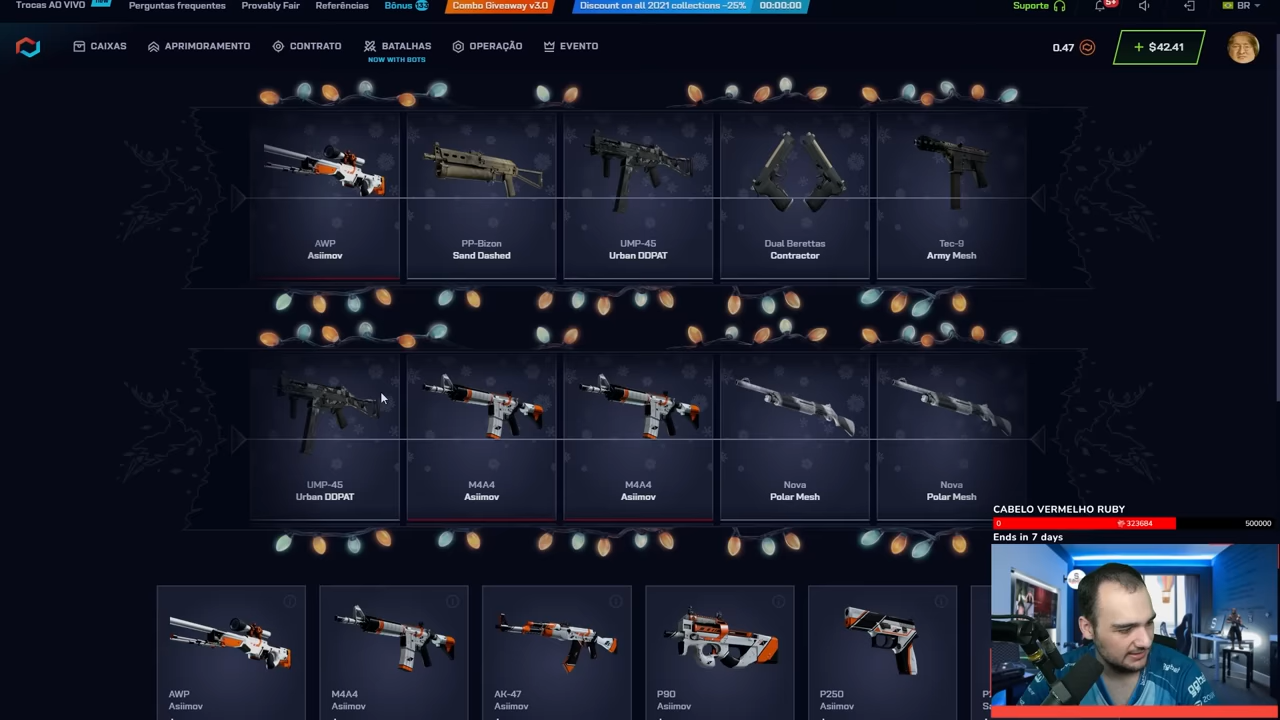 Trocas AO VIVO new Perguntas frequentes Provably Fair Referências Bônus 133 Combo Giveaway v3.0 Discount on all 2021 collections −25% 00:00:00 Suporte 5+ BR
CAIXAS APRIMORAMENTO CONTRATO BATALHAS OPERAÇÃO EVENTO 0.47 + $42.41
NOW WITH BOTS
AWP PP-Bizon UMP-45 Dual Berettas Tec-9
Asiimov Sand Dashed Urban DDPAT Contractor Army Mesh
UMP-45 M4A4 M4A4 Nova Nova
Urban DDPAT Asiimov Asiimov Polar Mesh Polar Mesh
CABELO VERMELHO RUBY
0 323684 500000
Ends in 7 days
AWP M4A4 AK-47 P90 P250
Asiimov Asiimov Asiimov Asiimov Asiimov